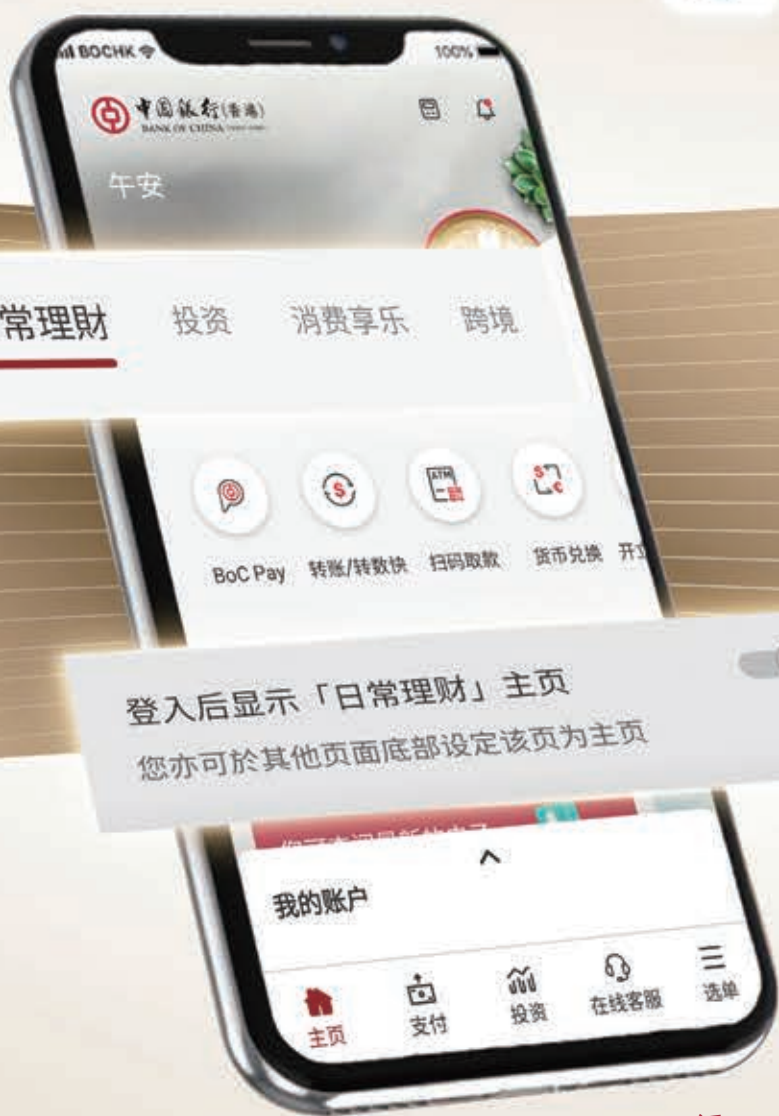 BOCHK 100%
中國銀行(香港)
BANK OF CHINA
午安
常理财 投资 消费享乐 跨境
ATM
BoC Pay 转账/转数快 扫码取款 货币兑换 开立
登入后显示「日常理财」主页
您亦可於其他页面底部设定该页为主页
我的账户
主页 支付 投资 在线客服 选单